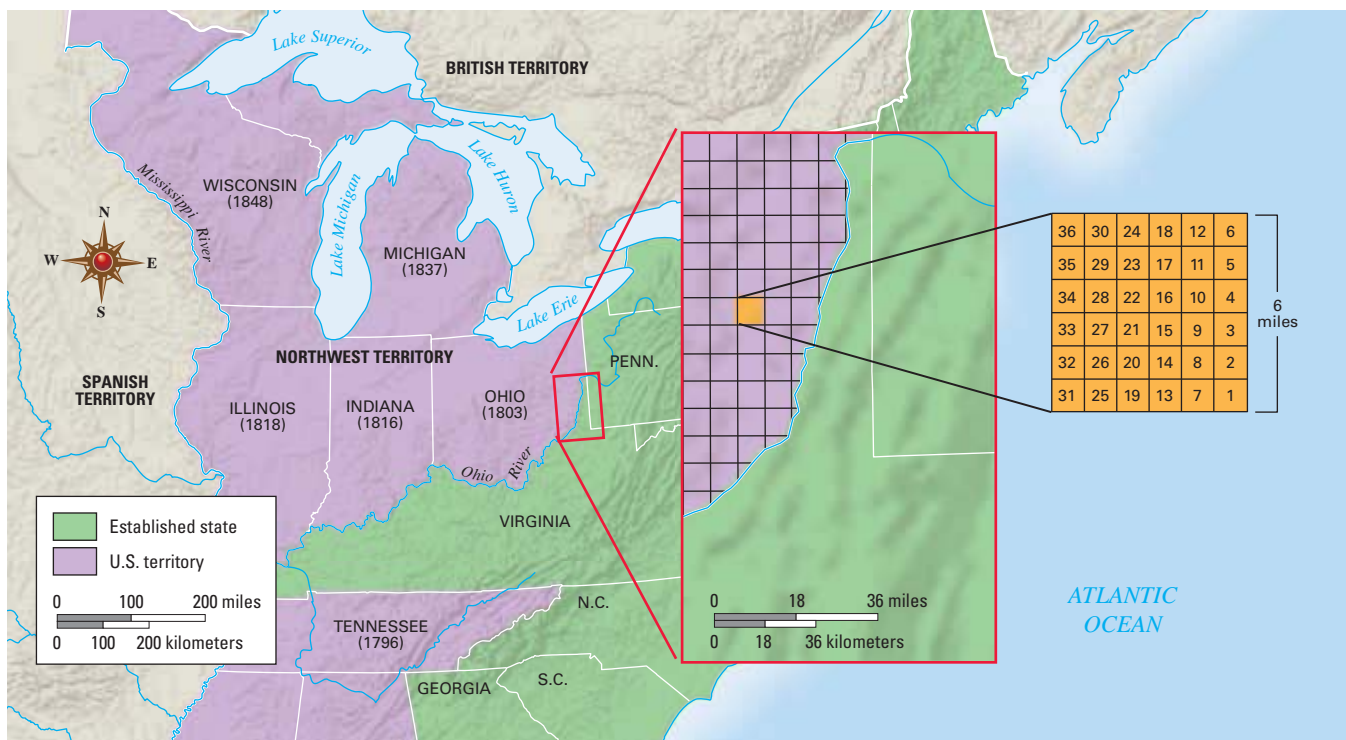 Lake Superior
BRITISH TERRITORY
Mississippi River
WISCONSIN
(1848)
Lake Michigan
Lake Huron
MICHIGAN
(1837)
N
W E
S
Lake Erie
NORTHWEST TERRITORY
SPANISH
TERRITORY
ILLINOIS
(1818)
INDIANA
(1816)
OHIO
(1803)
PENN.
Ohio River
VIRGINIA
TENNESSEE
(1796)
N.C.
S.C.
GEORGIA
Established state
U.S. territory
0 100 200 miles
0 100 200 kilometers
0 18 36 miles
0 18 36 kilometers
36 30 24 18 12 6
35 29 23 17 11 5
34 28 22 16 10 4
33 27 21 15 9 3
32 26 20 14 8 2
31 25 19 13 7 1
6
miles
ATLANTIC
OCEAN